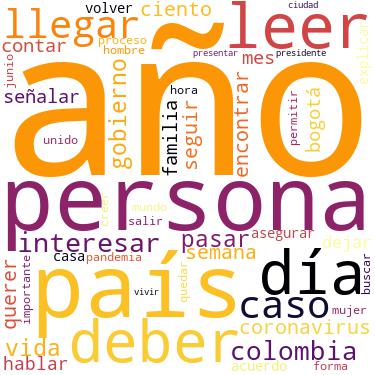 volver
ciento
ciudad
llegar
leer
proceso
hombre
presentar
presidente
contar
mes
explicar
junio
señalar
gobierno
familia
hora
seguir
encontrar
permitir
bogotá
año
unido
persona
creer
mundo
salir
asegurar
interesar
pasar
dejar
casa
pandemia
semana
día
buscar
querer
importante
país
vivir
quedar
caso
mujer
coronavirus
vida
deber
colombia
hablar
acuerdo
forma